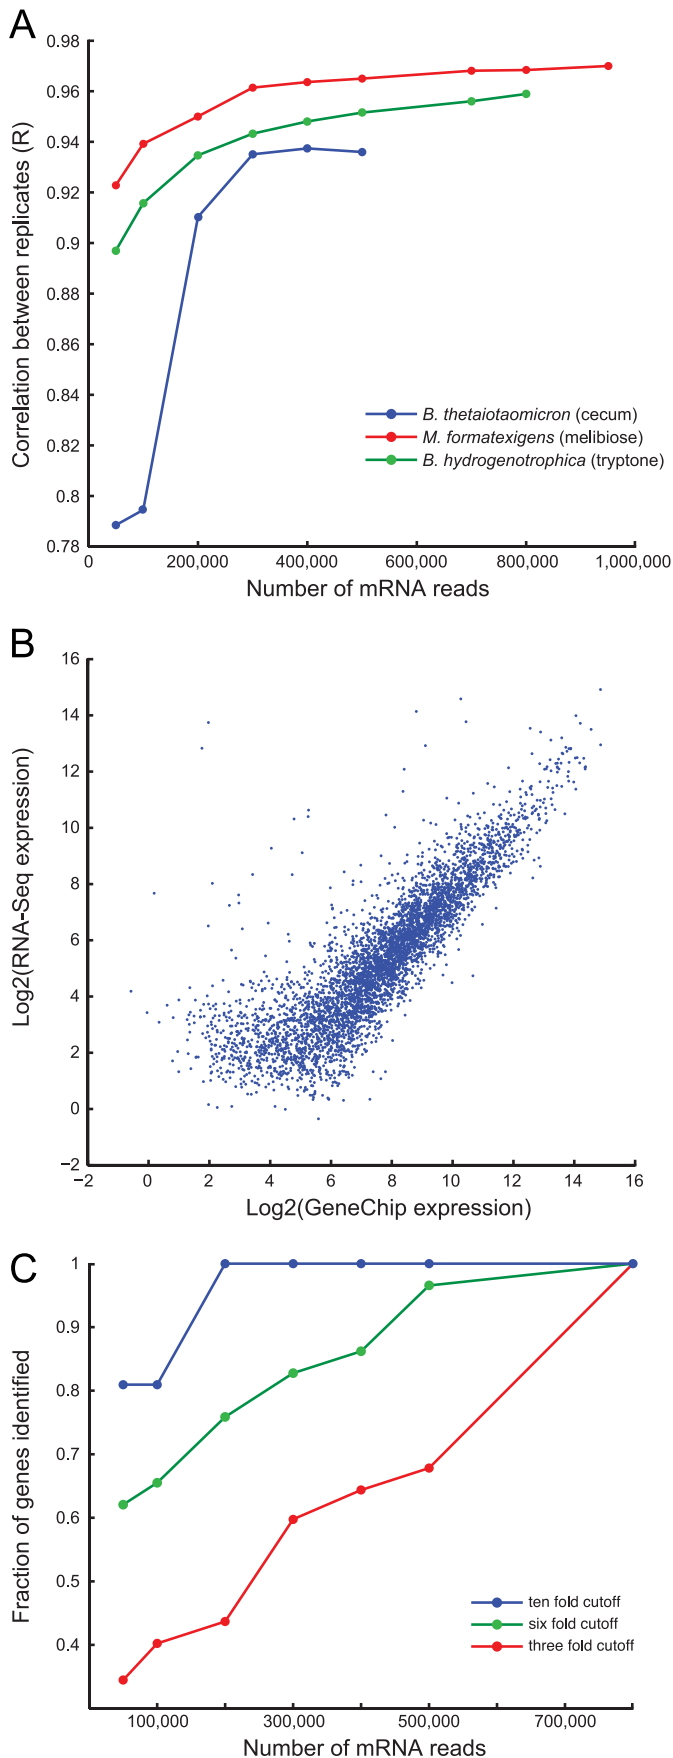 A
0.98
0.96
0.94
0.92
0.9
0.88
0.86
0.84
0.82
0.8
0.78
Correlation between replicates (R)
B. thetaiotaomicron (cecum)
M. formatexigens (melibiose)
B. hydrogenotrophica (tryptone)
0 200,000 400,000 600,000 800,000 1,000,000
Number of mRNA reads
B
16
14
12
10
8
6
4
2
0
−2
Log2(RNA-Seq expression)
−2 0 2 4 6 8 10 12 14 16
Log2(GeneChip expression)
C
1
0.9
0.8
0.7
0.6
0.5
0.4
Fraction of genes identified
ten fold cutoff
six fold cutoff
three fold cutoff
100,000 300,000 500,000 700,000
Number of mRNA reads